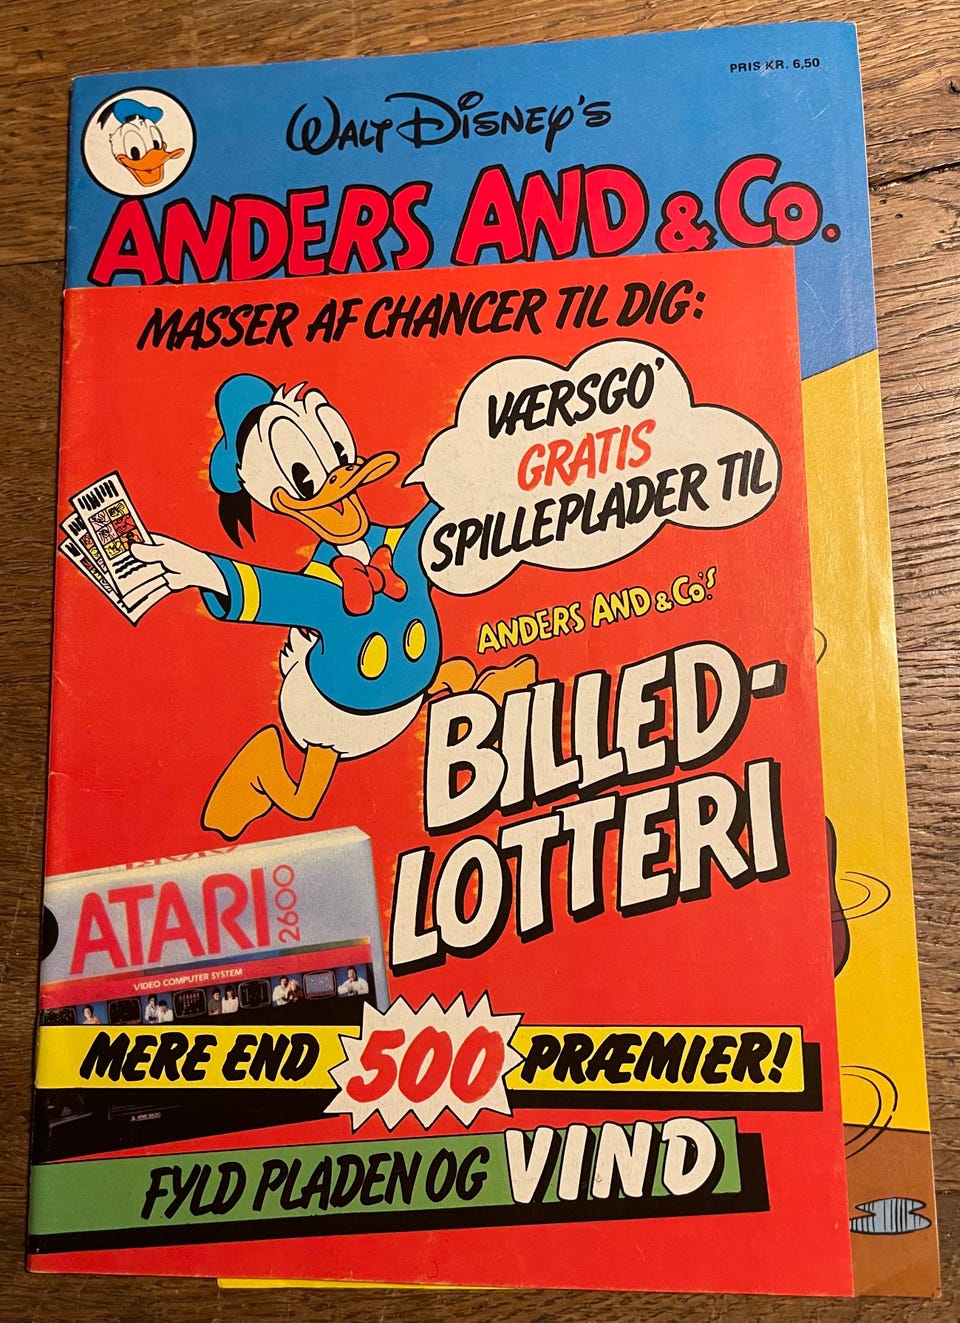 PRIS KR. 6,50
WALT DISNEY'S
ANDERS AND & Co.
MASSER AF CHANCER TIL DIG:
VÆRSGO'
GRATIS
SPILLEPLADER TIL
ANDERS AND & Co's
BILLED-
LOTTERI
ATARI 2600
VIDEO COMPUTER SYSTEM
MERE END 500 PRÆMIER!
FYLD PLADEN OG VIND